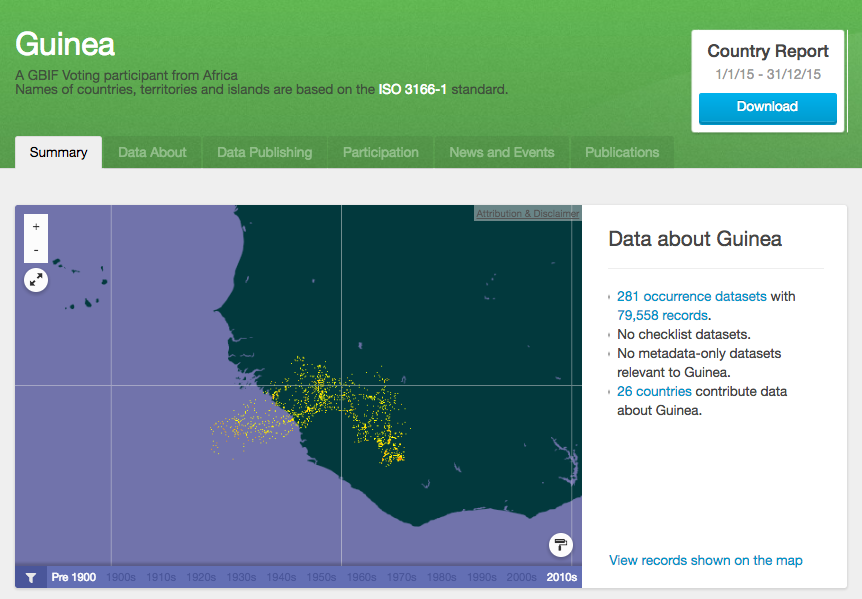 Guinea
A GBIF Voting participant from Africa
Names of countries, territories and islands are based on the ISO 3166-1 standard.
Country Report
1/1/15 - 31/12/15
Download
Summary
Data About
Data Publishing
Participation
News and Events
Publications
+
-
Attribution & Disclaimer
Data about Guinea
281 occurrence datasets with
79,558 records.
No checklist datasets.
No metadata-only datasets
relevant to Guinea.
26 countries contribute data
about Guinea.
View records shown on the map
Pre 1900 1900s 1910s 1920s 1930s 1940s 1950s 1960s 1970s 1980s 1990s 2000s 2010s